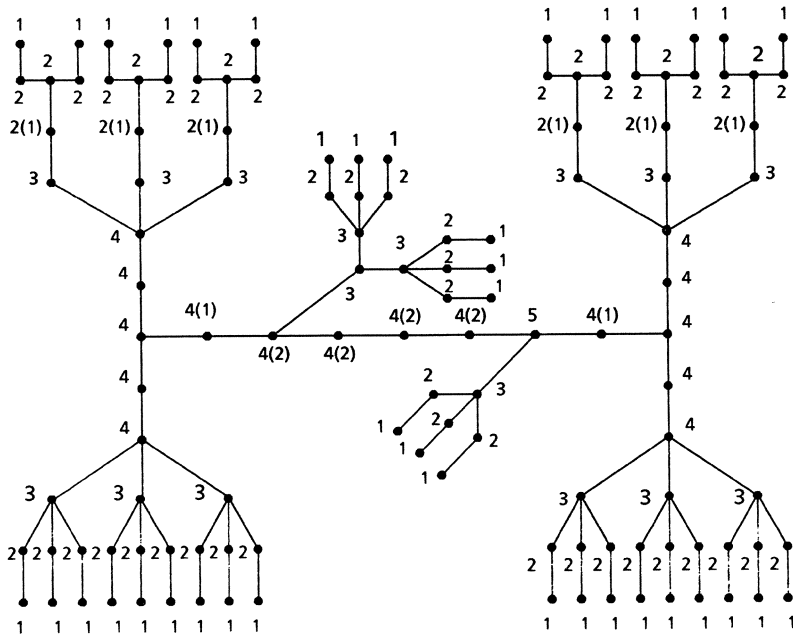 1 1 1 1 1 1 1 1 1 1 1 1
2 2 2 2 2 2
2 2 2 2 2 2 2 2 2 2 2 2
2(1) 2(1) 2(1) 2(1) 2(1) 2(1)
1 1 1
3 3 3 2 2 2 3 3 3
4 3 3 2 1 4
2 1
4 3 2 1 4
4 4(1) 4(2) 4(2) 5 4(1) 4
4(2) 4(2)
4 2 3 4
4 1 2 2 4
1
1
3 3 3 3 3 3
2 2 2 2 2 2 2 2 2 2 2 2 2 2 2 2 2 2
1 1 1 1 1 1 1 1 1 1 1 1 1 1 1 1 1 1